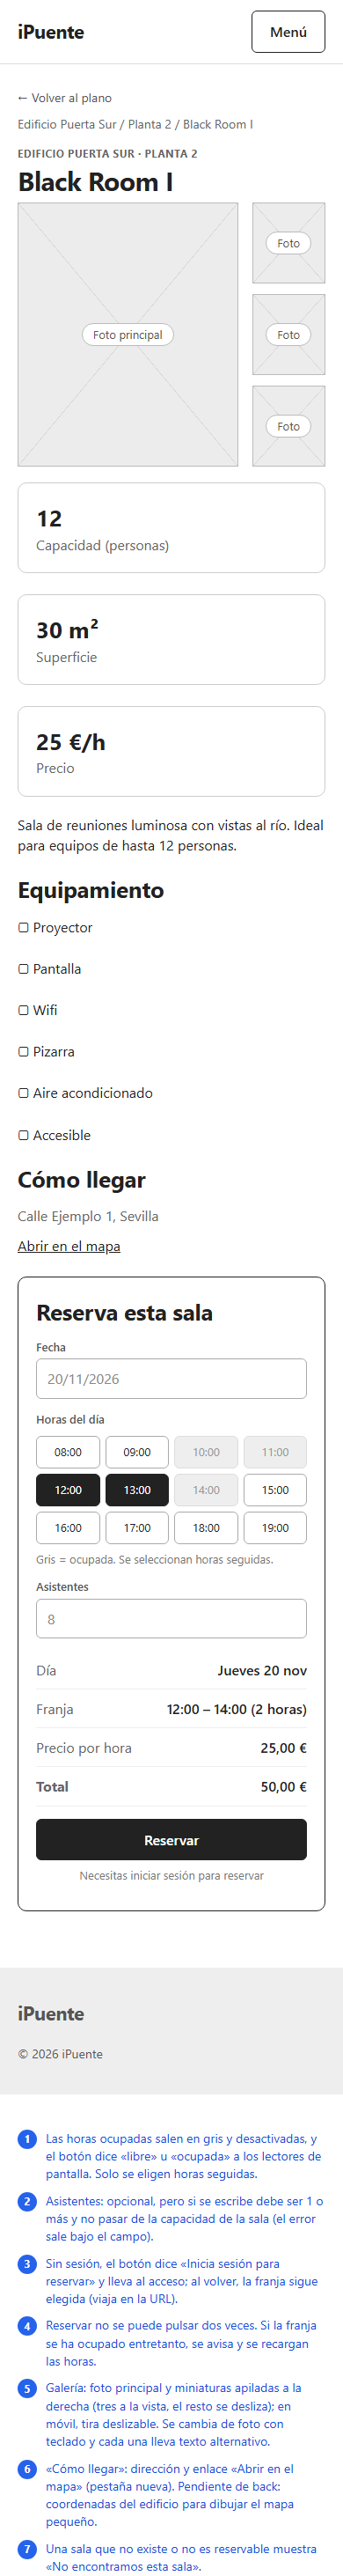 iPuente
Menú
← Volver al plano
Edificio Puerta Sur / Planta 2 / Black Room I
EDIFICIO PUERTA SUR · PLANTA 2
Black Room I
Foto principal
Foto
Foto
Foto
12
Capacidad (personas)
30 m²
Superficie
25 €/h
Precio
Sala de reuniones luminosa con vistas al río. Ideal
para equipos de hasta 12 personas.
Equipamiento
Proyector
Pantalla
Wifi
Pizarra
Aire acondicionado
Accesible
Cómo llegar
Calle Ejemplo 1, Sevilla
Abrir en el mapa
Reserva esta sala
Fecha
20/11/2026
Horas del día
08:00 09:00 10:00 11:00
12:00 13:00 14:00 15:00
16:00 17:00 18:00 19:00
Gris = ocupada. Se seleccionan horas seguidas.
Asistentes
8
Día Jueves 20 nov
Franja 12:00 – 14:00 (2 horas)
Precio por hora 25,00 €
Total 50,00 €
Reservar
Necesitas iniciar sesión para reservar
iPuente
© 2026 iPuente
1 Las horas ocupadas salen en gris y desactivadas, y
el botón dice «libre» u «ocupada» a los lectores de
pantalla. Solo se eligen horas seguidas.
2 Asistentes: opcional, pero si se escribe debe ser 1 o
más y no pasar de la capacidad de la sala (el error
sale bajo el campo).
3 Sin sesión, el botón dice «Inicia sesión para
reservar» y lleva al acceso; al volver, la franja sigue
elegida (viaja en la URL).
4 Reservar no se puede pulsar dos veces. Si la franja
se ha ocupado entretanto, se avisa y se recargan
las horas.
5 Galería: foto principal y miniaturas apiladas a la
derecha (tres a la vista, el resto se desliza); en
móvil, tira deslizable. Se cambia de foto con
teclado y cada una lleva texto alternativo.
6 «Cómo llegar»: dirección y enlace «Abrir en el
mapa» (pestaña nueva). Pendiente de back:
coordenadas del edificio para dibujar el mapa
pequeño.
7 Una sala que no existe o no es reservable muestra
«No encontramos esta sala».